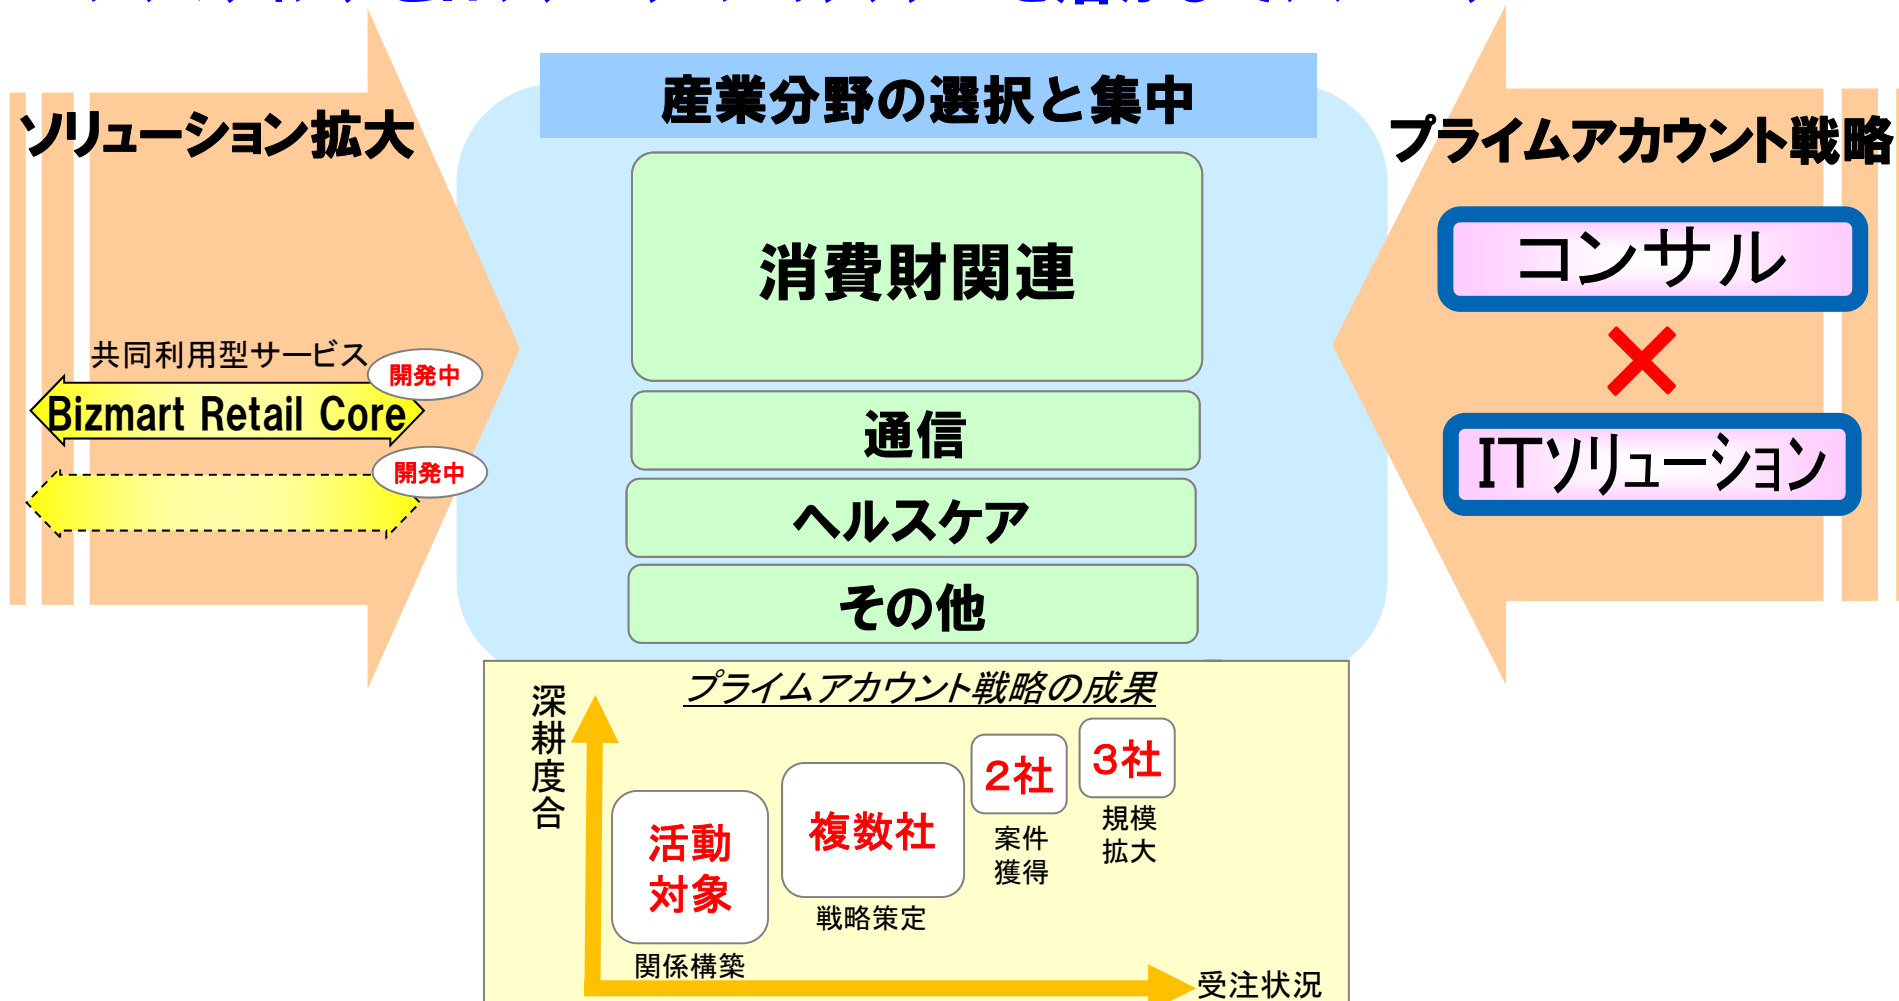 産業分野の選択と集中
ソリューション拡大
プライムアカウント戦略
消費財関連
コンサル
共同利用型サービス
開発中
Bizmart Retail Core
通信
開発中
ITソリューション
ヘルスケア
その他
プライムアカウント戦略の成果
深耕度合
3社
2社
規模
拡大
複数社
案件
獲得
活動
対象
戦略策定
関係構築
受注状況